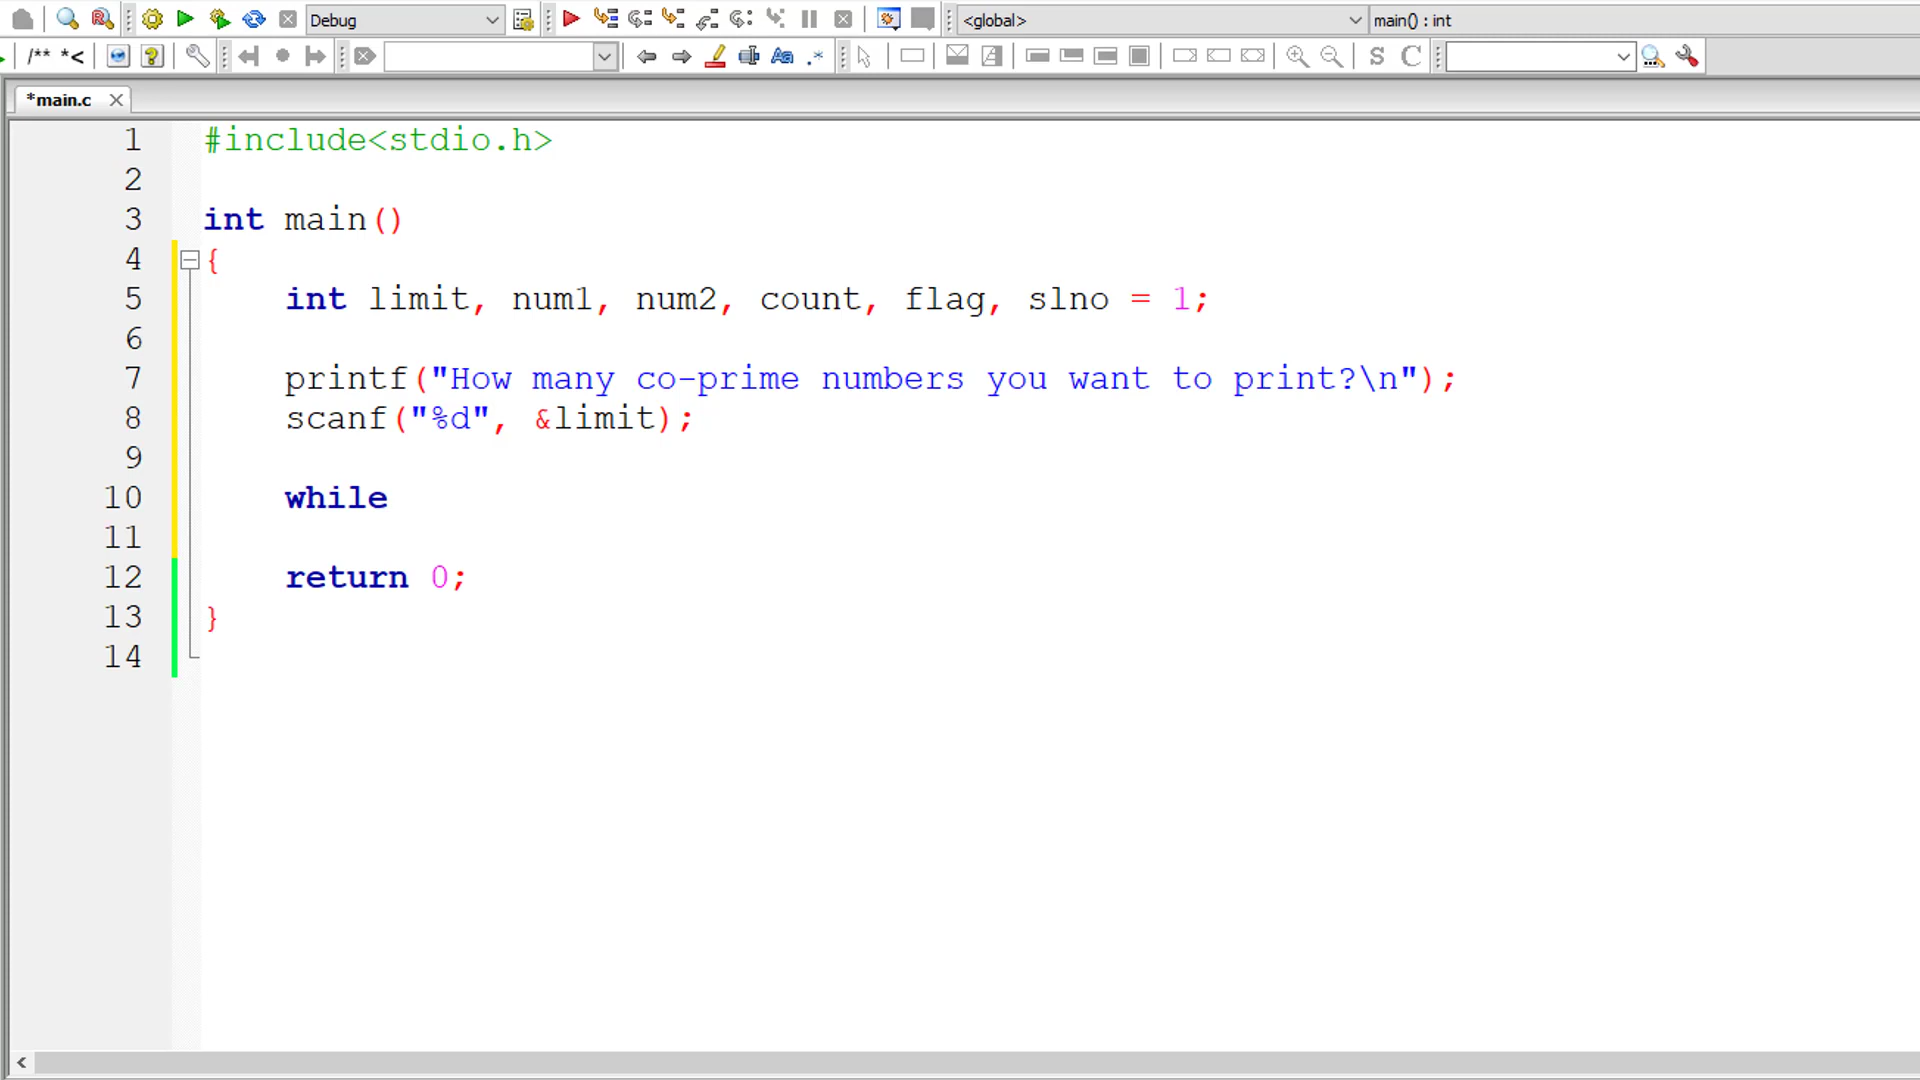 Debug <global> main() : int
/** *< Aa .* S C
*main.c
1 #include<stdio.h>
2
3 int main()
4 {
5 int limit, num1, num2, count, flag, slno = 1;
6
7 printf("How many co-prime numbers you want to print?\n");
8 scanf("%d", &limit);
9
10 while
11
12 return 0;
13 }
14